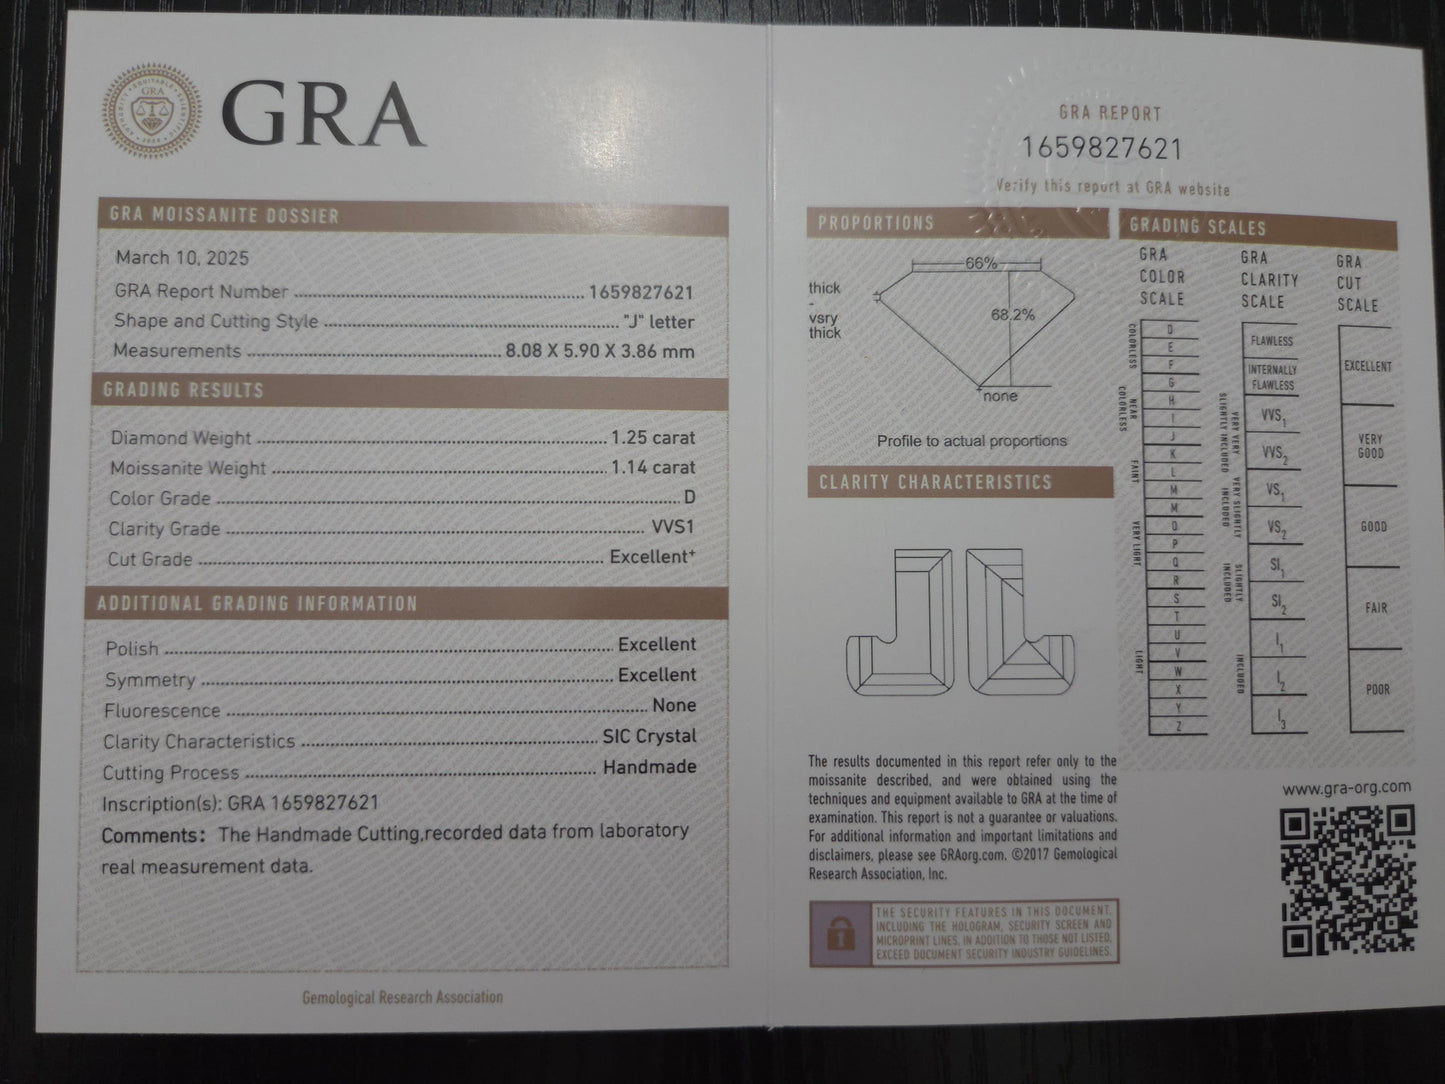 GRA
GRA
GRA MOISSANITE DOSSIER
March 10, 2025
GRA Report Number 1659827621
Shape and Cutting Style "J" letter
Measurements 8.08 X 5.90 X 3.86 mm
GRADING RESULTS
Diamond Weight 1.25 carat
Moissanite Weight 1.14 carat
Color Grade D
Clarity Grade VVS1
Cut Grade Excellent+
ADDITIONAL GRADING INFORMATION
Polish Excellent
Symmetry Excellent
Fluorescence None
Clarity Characteristics SIC Crystal
Cutting Process Handmade
Inscription(s): GRA 1659827621
Comments: The Handmade Cutting,recorded data from laboratory
real measurement data.
Gemological Research Association
GRA REPORT
1659827621
Verify this report at GRA website
PROPORTIONS
66%
thick
-
vsry
thick
68.2%
none
Profile to actual proportions
CLARITY CHARACTERISTICS
The results documented in this report refer only to the
moissanite described, and were obtained using the
techniques and equipment available to GRA at the time of
examination. This report is not a guarantee or valuations.
For additional information and important limitations and
disclaimers, please see GRAorg.com. ©2017 Gemological
Research Association, Inc.
THE SECURITY FEATURES IN THIS DOCUMENT,
INCLUDING THE HOLOGRAM, SECURITY SCREEN AND
MICROPRINT LINES, IN ADDITION TO THOSE NOT LISTED,
EXCEED DOCUMENT SECURITY INDUSTRY GUIDELINES.
GRADING SCALES
GRA
COLOR
SCALE
COLORLESS
NEAR
COLORLESS
FAINT
VERY LIGHT
LIGHT
D
E
F
G
H
I
J
K
L
M
M
O
P
Q
R
S
T
U
V
W
X
Y
Z
GRA
CLARITY
SCALE
VERY VERY
SLIGHTLY INCLUDED
VERY SLIGHTLY
INCLUDED
SLIGHTLY
INCLUDED
INCLUDED
FLAWLESS
INTERNALLY
FLAWLESS
VVS1
VVS2
VS1
VS2
SI1
SI2
I1
I2
I3
GRA
CUT
SCALE
EXCELLENT
VERY
GOOD
GOOD
FAIR
POOR
www.gra-org.com